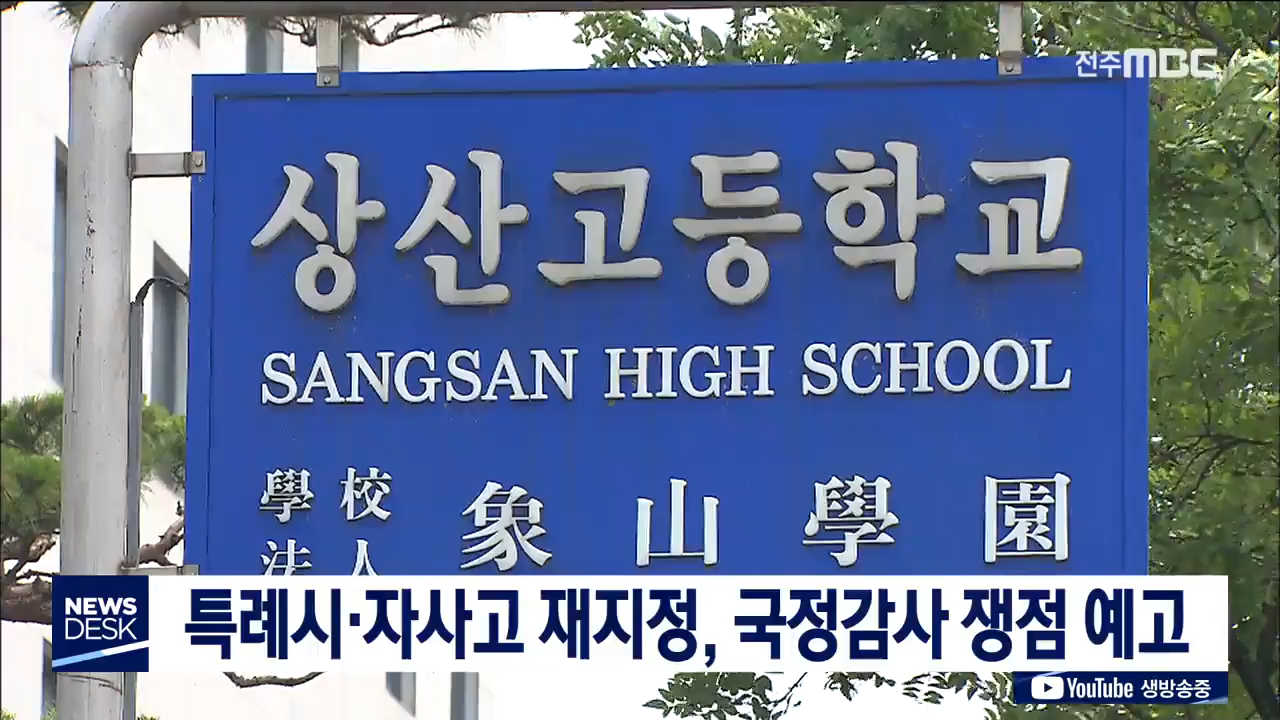 전주MBC
상산고등학교
SANGSAN HIGH SCHOOL
學校
法人
象山學園
NEWS
DESK
특례시·자사고 재지정, 국정감사 쟁점 예고
YouTube 생방송중